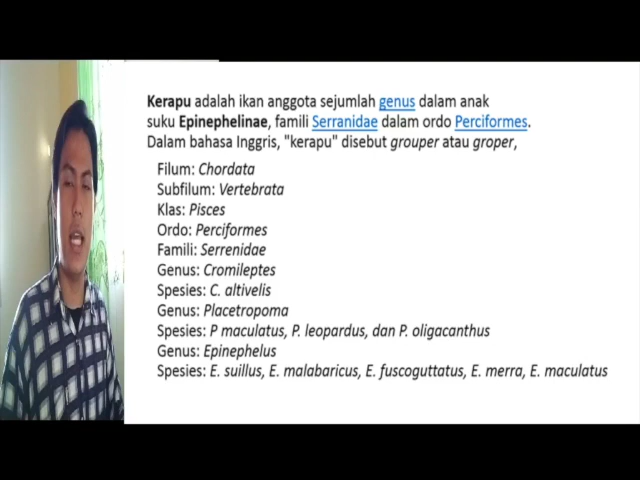 Kerapu adalah ikan anggota sejumlah genus dalam anak
suku Epinephelinae, famili Serranidae dalam ordo Perciformes.
Dalam bahasa Inggris, "kerapu" disebut grouper atau groper,
Filum: Chordata
Subfilum: Vertebrata
Klas: Pisces
Ordo: Perciformes
Famili: Serrenidae
Genus: Cromileptes
Spesies: C. altivelis
Genus: Placetropoma
Spesies: P maculatus, P. leopardus, dan P. oligacanthus
Genus: Epinephelus
Spesies: E. suillus, E. malabaricus, E. fuscoguttatus, E. merra, E. maculatus